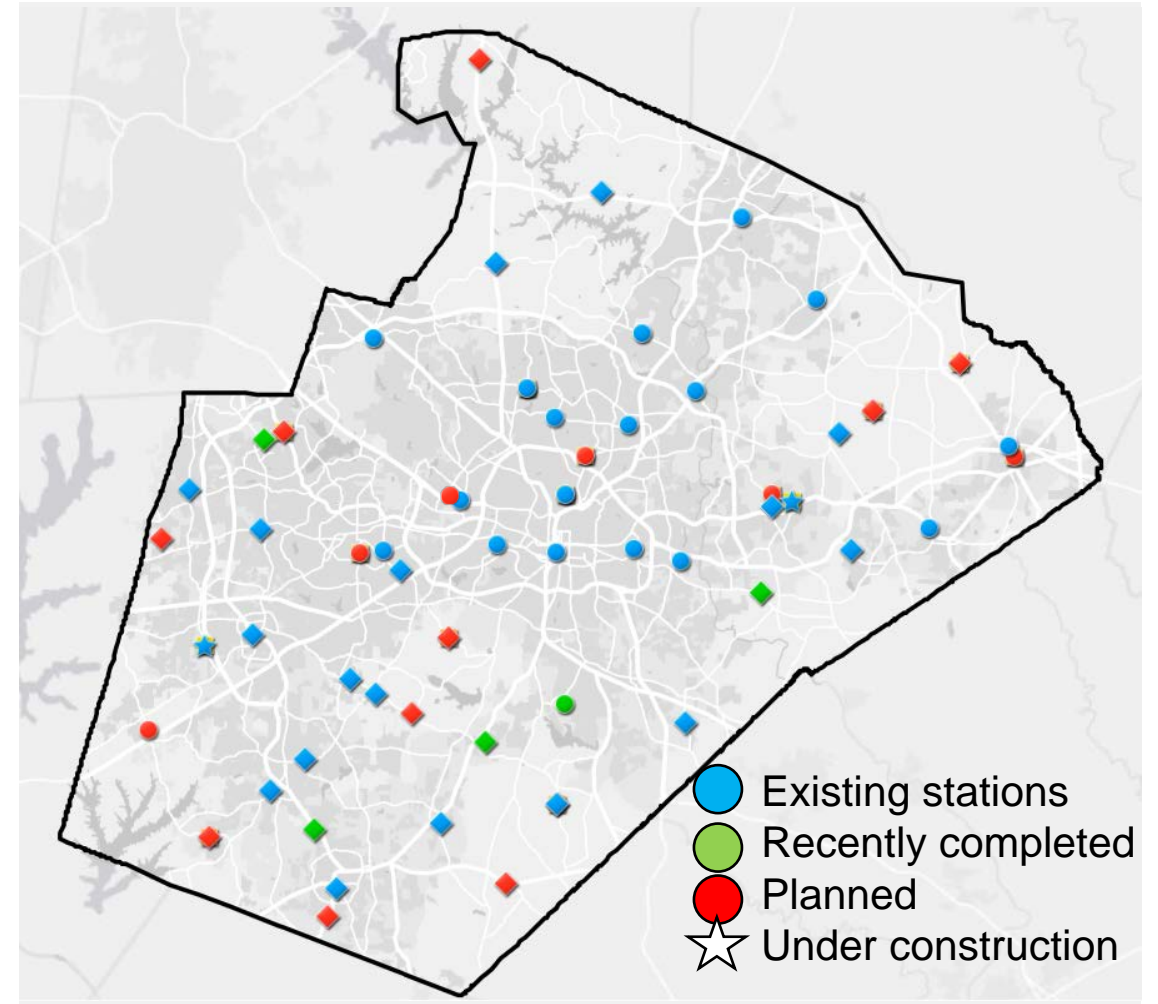 Existing stations
Recently completed
Planned
Under construction